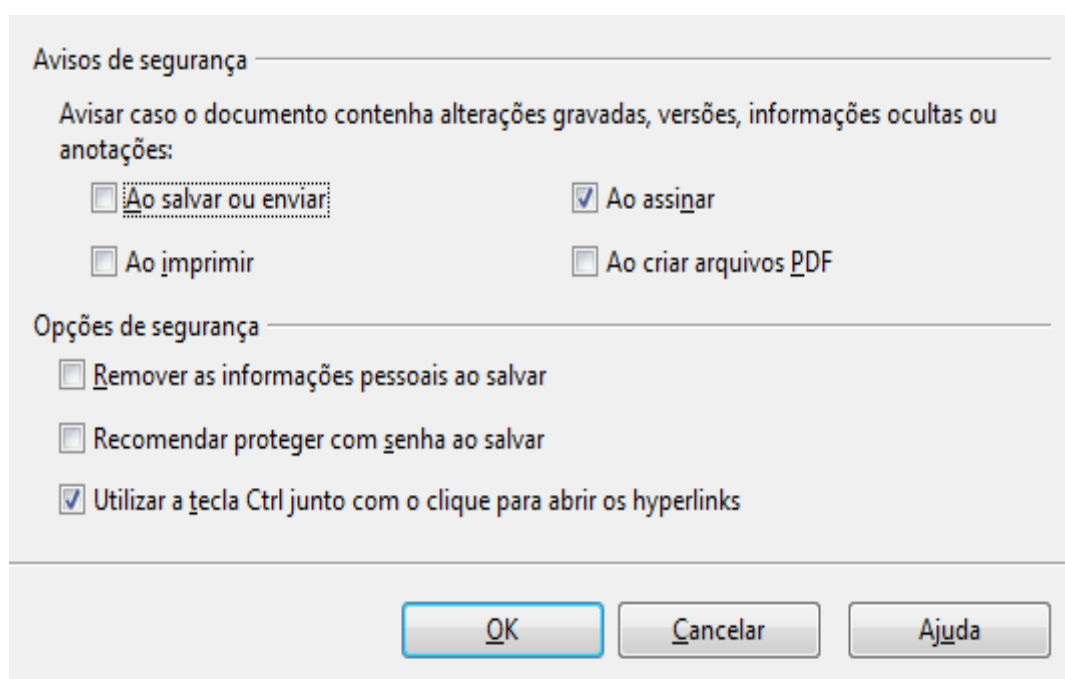 Avisos de segurança
Avisar caso o documento contenha alterações gravadas, versões, informações ocultas ou
anotações:
Ao salvar ou enviar
Ao assinar
Ao imprimir
Ao criar arquivos PDF
Opções de segurança
Remover as informações pessoais ao salvar
Recomendar proteger com senha ao salvar
Utilizar a tecla Ctrl junto com o clique para abrir os hyperlinks
OK
Cancelar
Ajuda